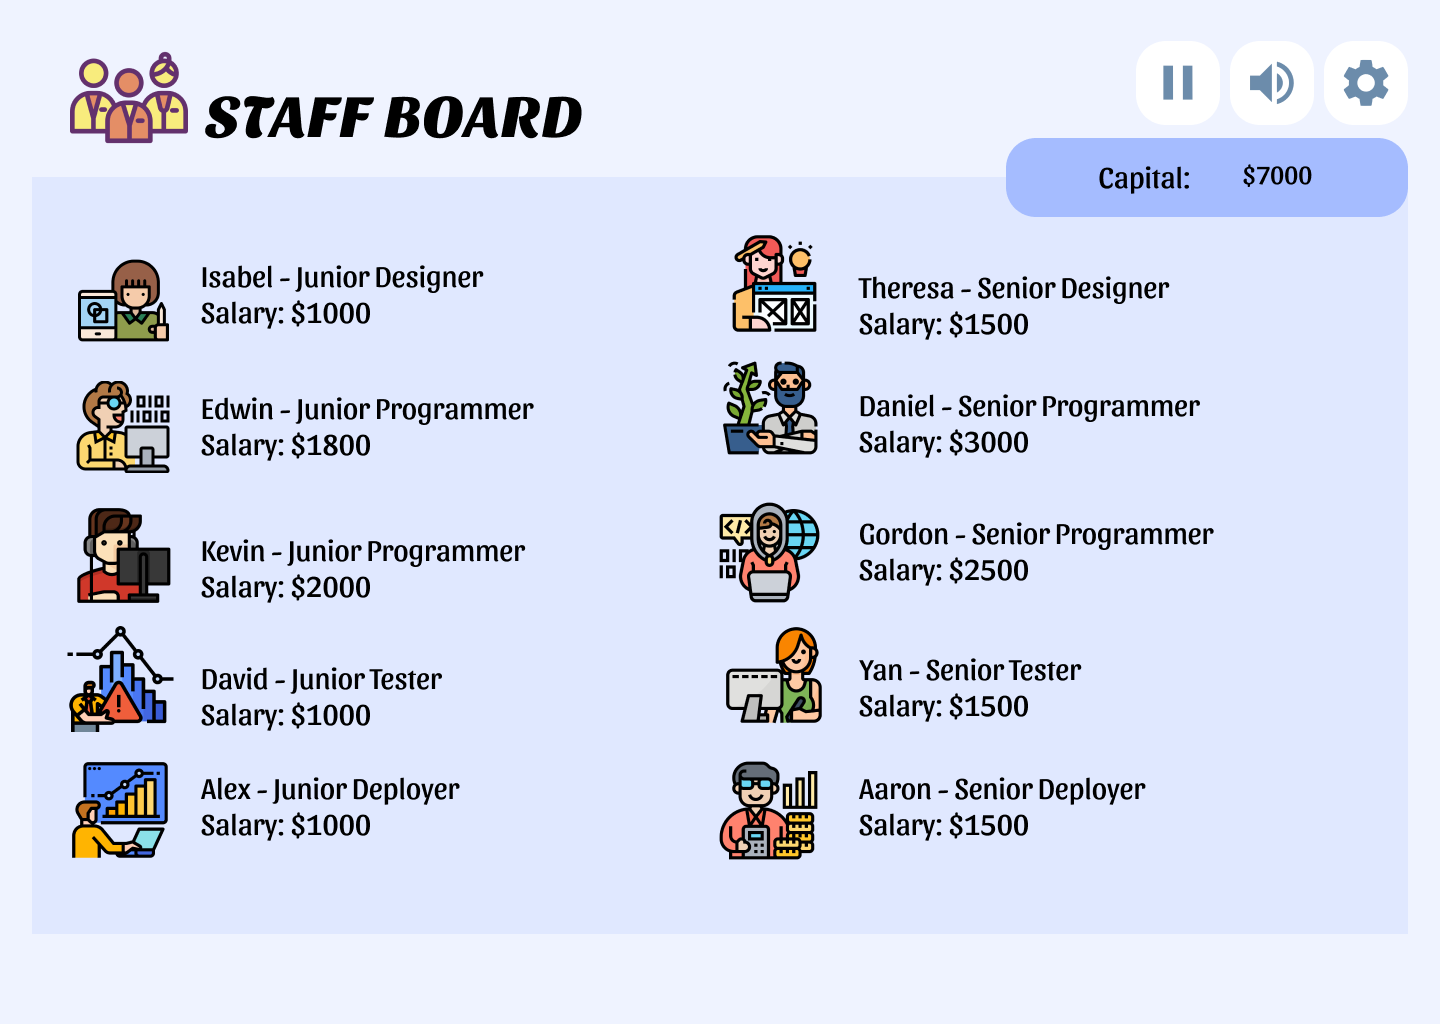 STAFF BOARD
Capital: $7000
Isabel - Junior Designer
Salary: $1000
Edwin - Junior Programmer
Salary: $1800
Kevin - Junior Programmer
Salary: $2000
David - Junior Tester
Salary: $1000
Alex - Junior Deployer
Salary: $1000
Theresa - Senior Designer
Salary: $1500
Daniel - Senior Programmer
Salary: $3000
Gordon - Senior Programmer
Salary: $2500
Yan - Senior Tester
Salary: $1500
Aaron - Senior Deployer
Salary: $1500